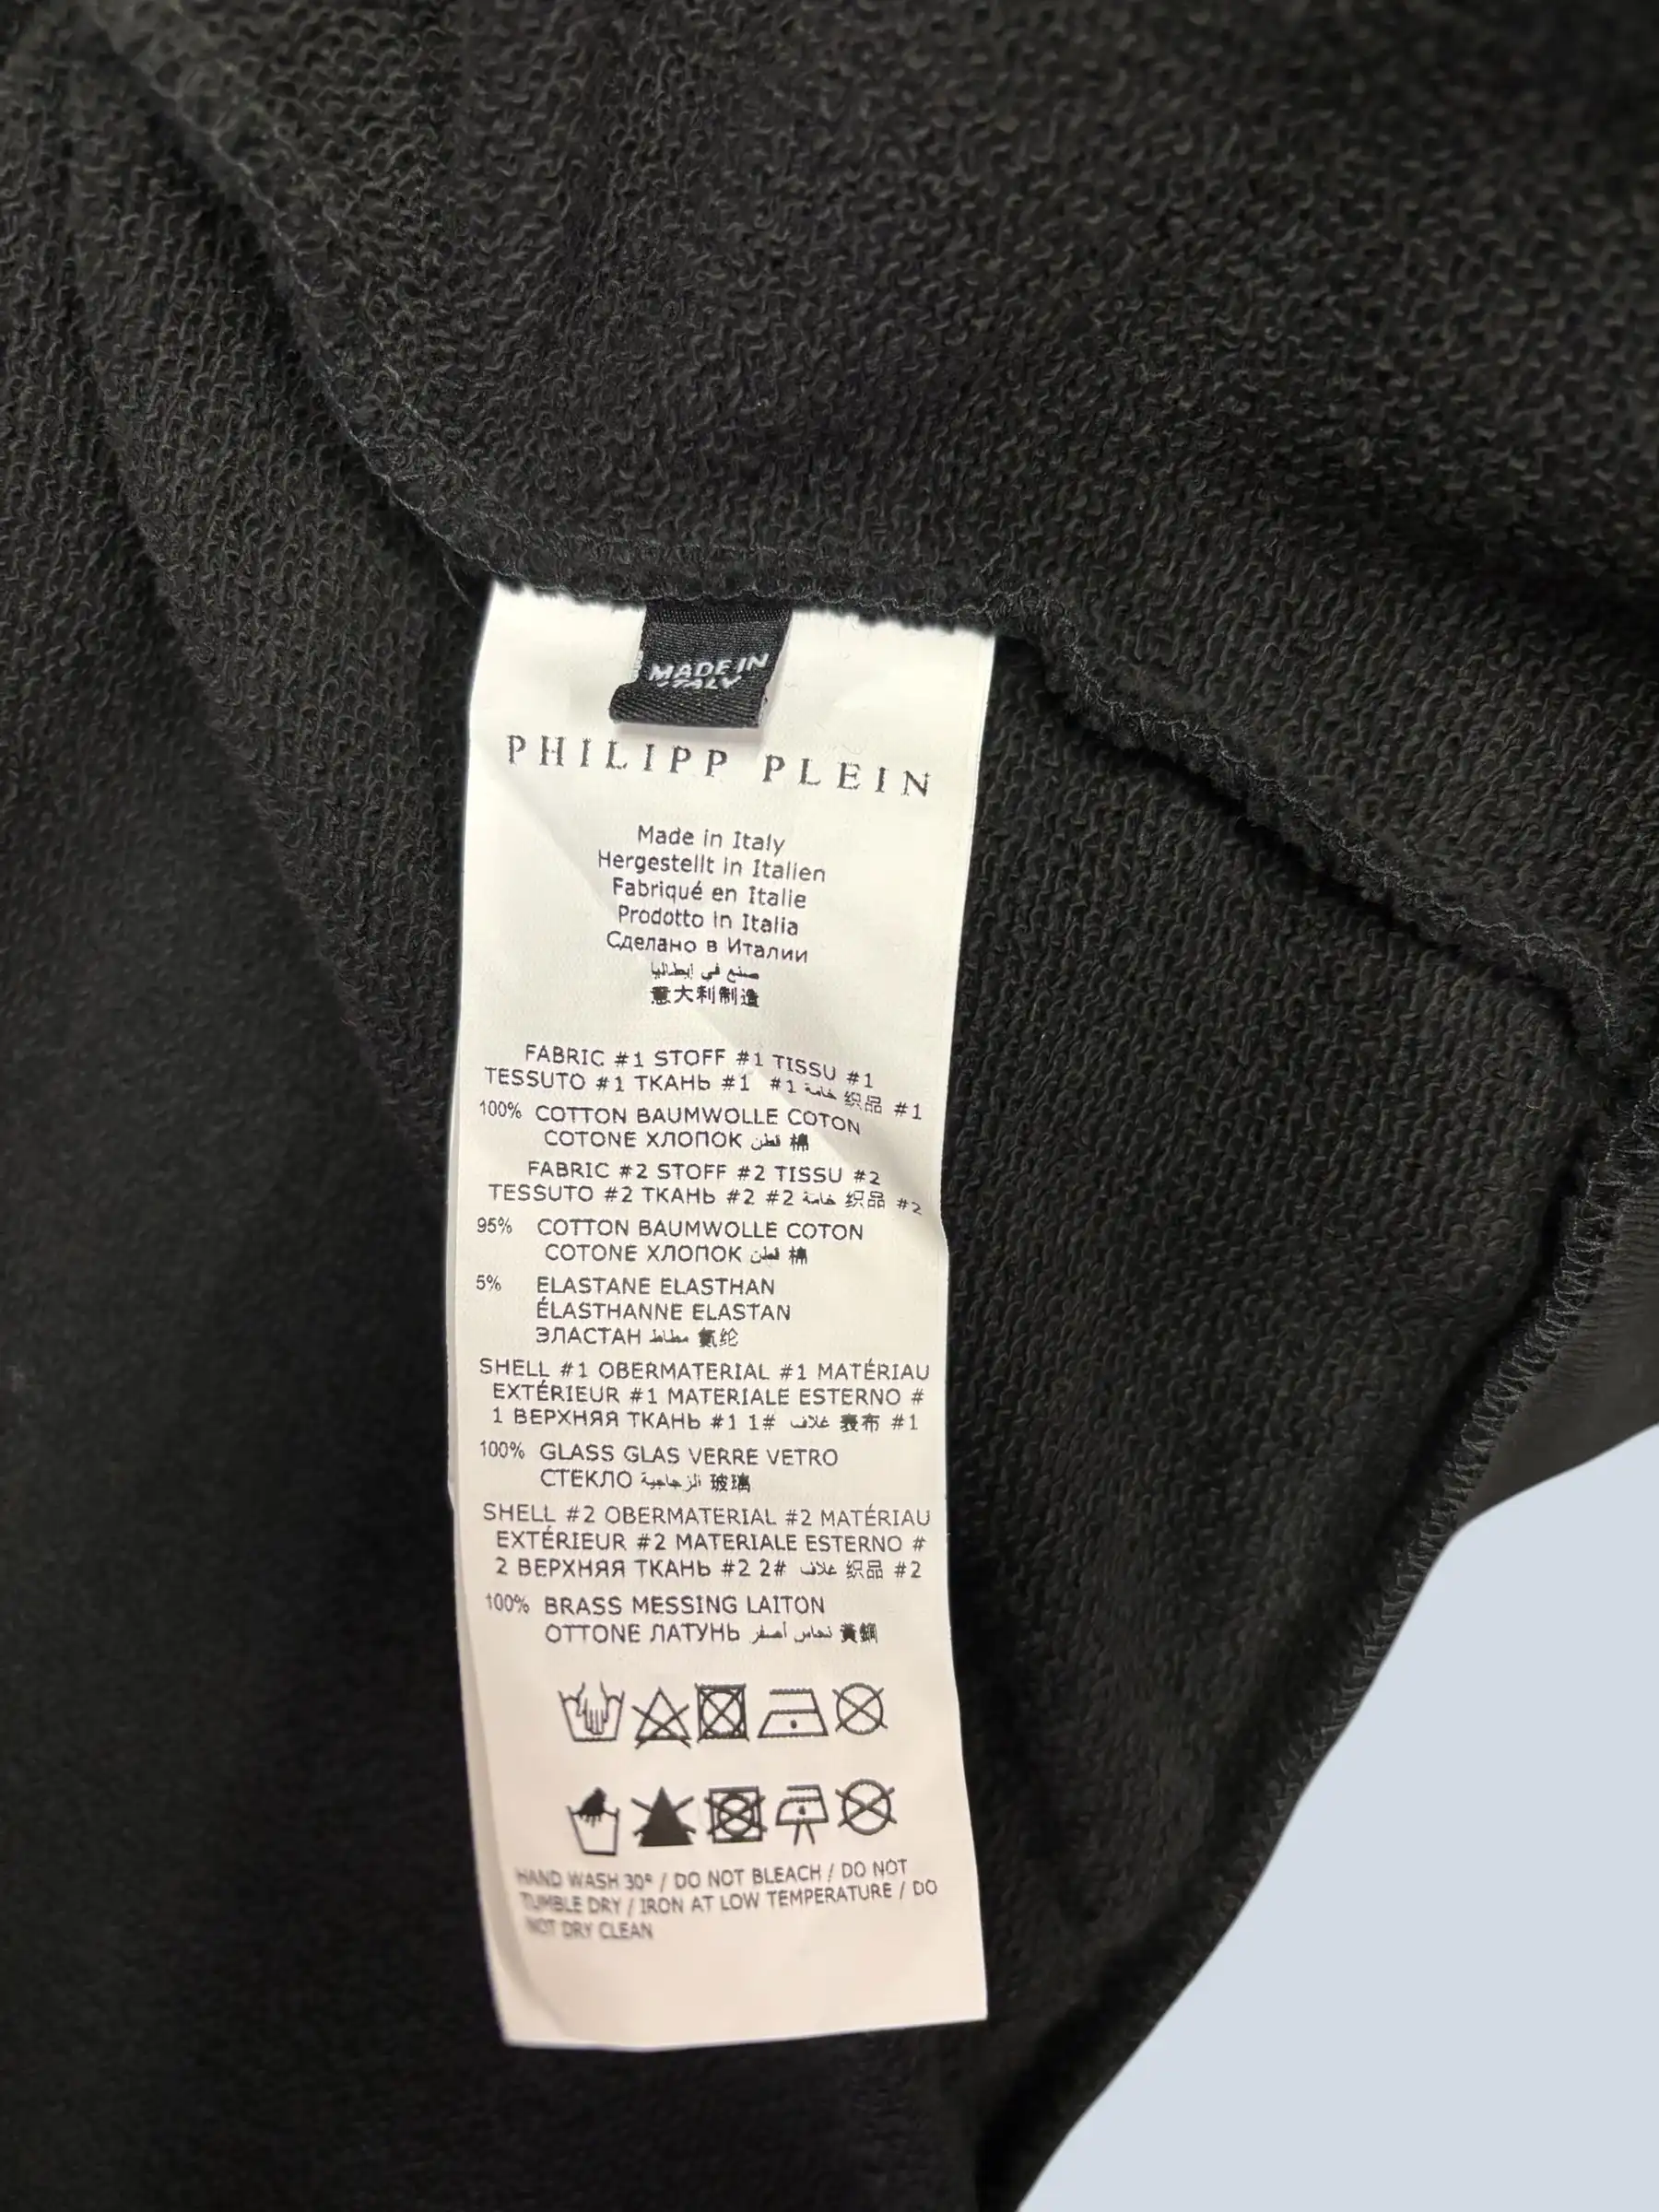 MADE IN
ITALY
PHILIPP PLEIN
Made in Italy
Hergestellt in Italien
Fabriqué en Italie
Prodotto in Italia
Сделано в Италии
صنع في إيطاليا
意大利制造
FABRIC #1 STOFF #1 TISSU #1
TESSUTO #1 ТКАНЬ #1 #1 خامة 织品 #1
100% COTTON BAUMWOLLE COTON
COTONE ХЛОПОК قطن 棉
FABRIC #2 STOFF #2 TISSU #2
TESSUTO #2 ТКАНЬ #2 #2 خامة 织品 #2
95% COTTON BAUMWOLLE COTON
COTONE ХЛОПОК قطن 棉
5% ELASTANE ELASTHAN
ÉLASTHANNE ELASTAN
ЭЛАСТАН مطاط 氨纶
SHELL #1 OBERMATERIAL #1 MATÉRIAU
EXTÉRIEUR #1 MATERIALE ESTERNO #
1 ВЕРХНЯЯ ТКАНЬ #1 1# غلاف 表布 #1
100% GLASS GLAS VERRE VETRO
СТЕКЛО الزجاجية 玻璃
SHELL #2 OBERMATERIAL #2 MATÉRIAU
EXTÉRIEUR #2 MATERIALE ESTERNO #
2 ВЕРХНЯЯ ТКАНЬ #2 2# غلاف 织品 #2
100% BRASS MESSING LAITON
OTTONE ЛАТУНЬ نحاس أصفر 黄銅
HAND WASH 30° / DO NOT BLEACH / DO NOT
TUMBLE DRY / IRON AT LOW TEMPERATURE / DO
NOT DRY CLEAN